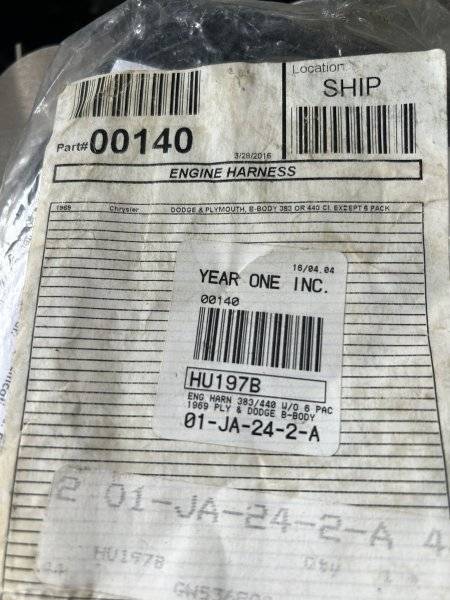 Location:
SHIP
Part# 00140
3/28/2016
ENGINE HARNESS
1969 Chrysler DODGE & PLYMOUTH, B-BODY 383 OR 440 CI, EXCEPT 6 PACK
16/04.04
YEAR ONE INC.
00140
HU197B
ENG HARN 383/440 W/O 6 PAC
1969 PLY & DODGE B-BODY
01-JA-24-2-A
2 01-JA-24-2-A 4
HU197B